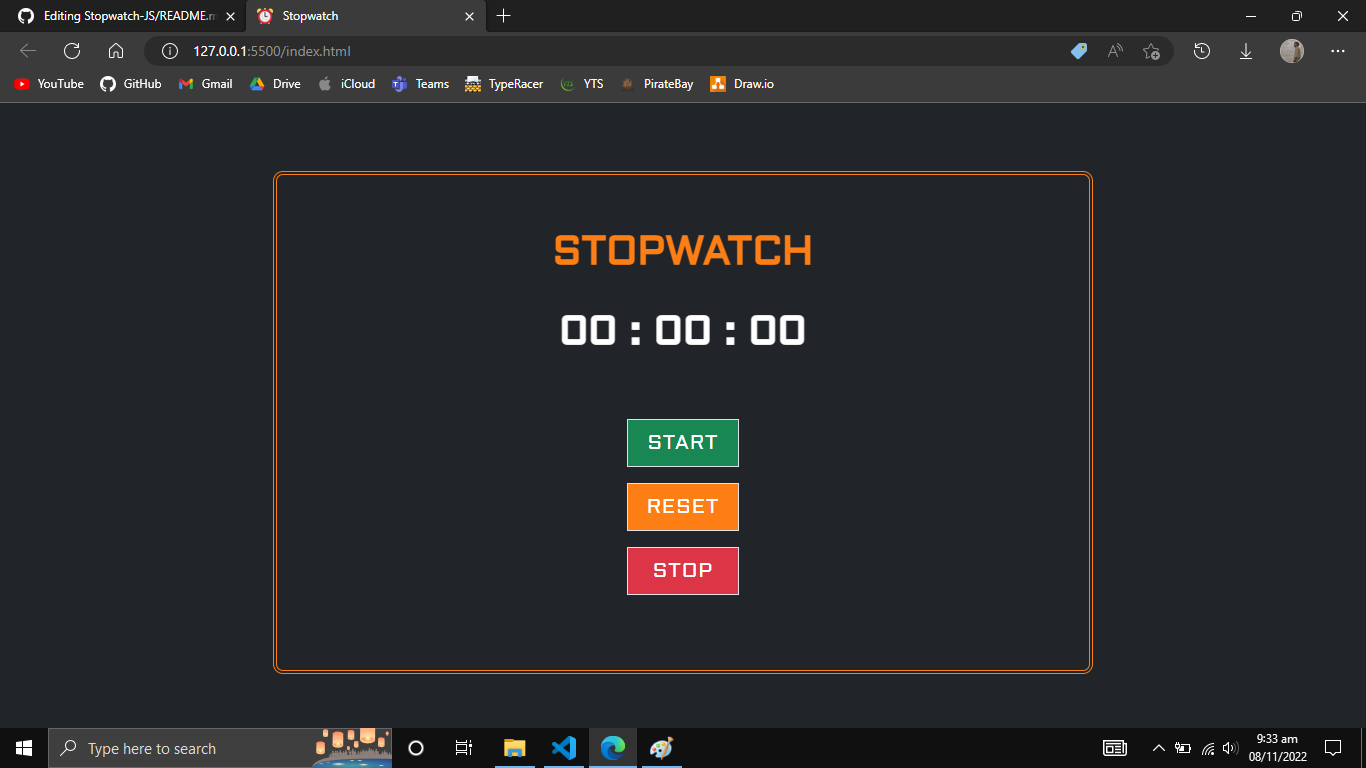 Editing Stopwatch-JS/README.m
Stopwatch
127.0.0.1:5500/index.html
YouTube GitHub Gmail Drive iCloud Teams TypeRacer YTS PirateBay Draw.io
STOPWATCH
00 : 00 : 00
START
RESET
STOP
Type here to search
9:33 am
08/11/2022